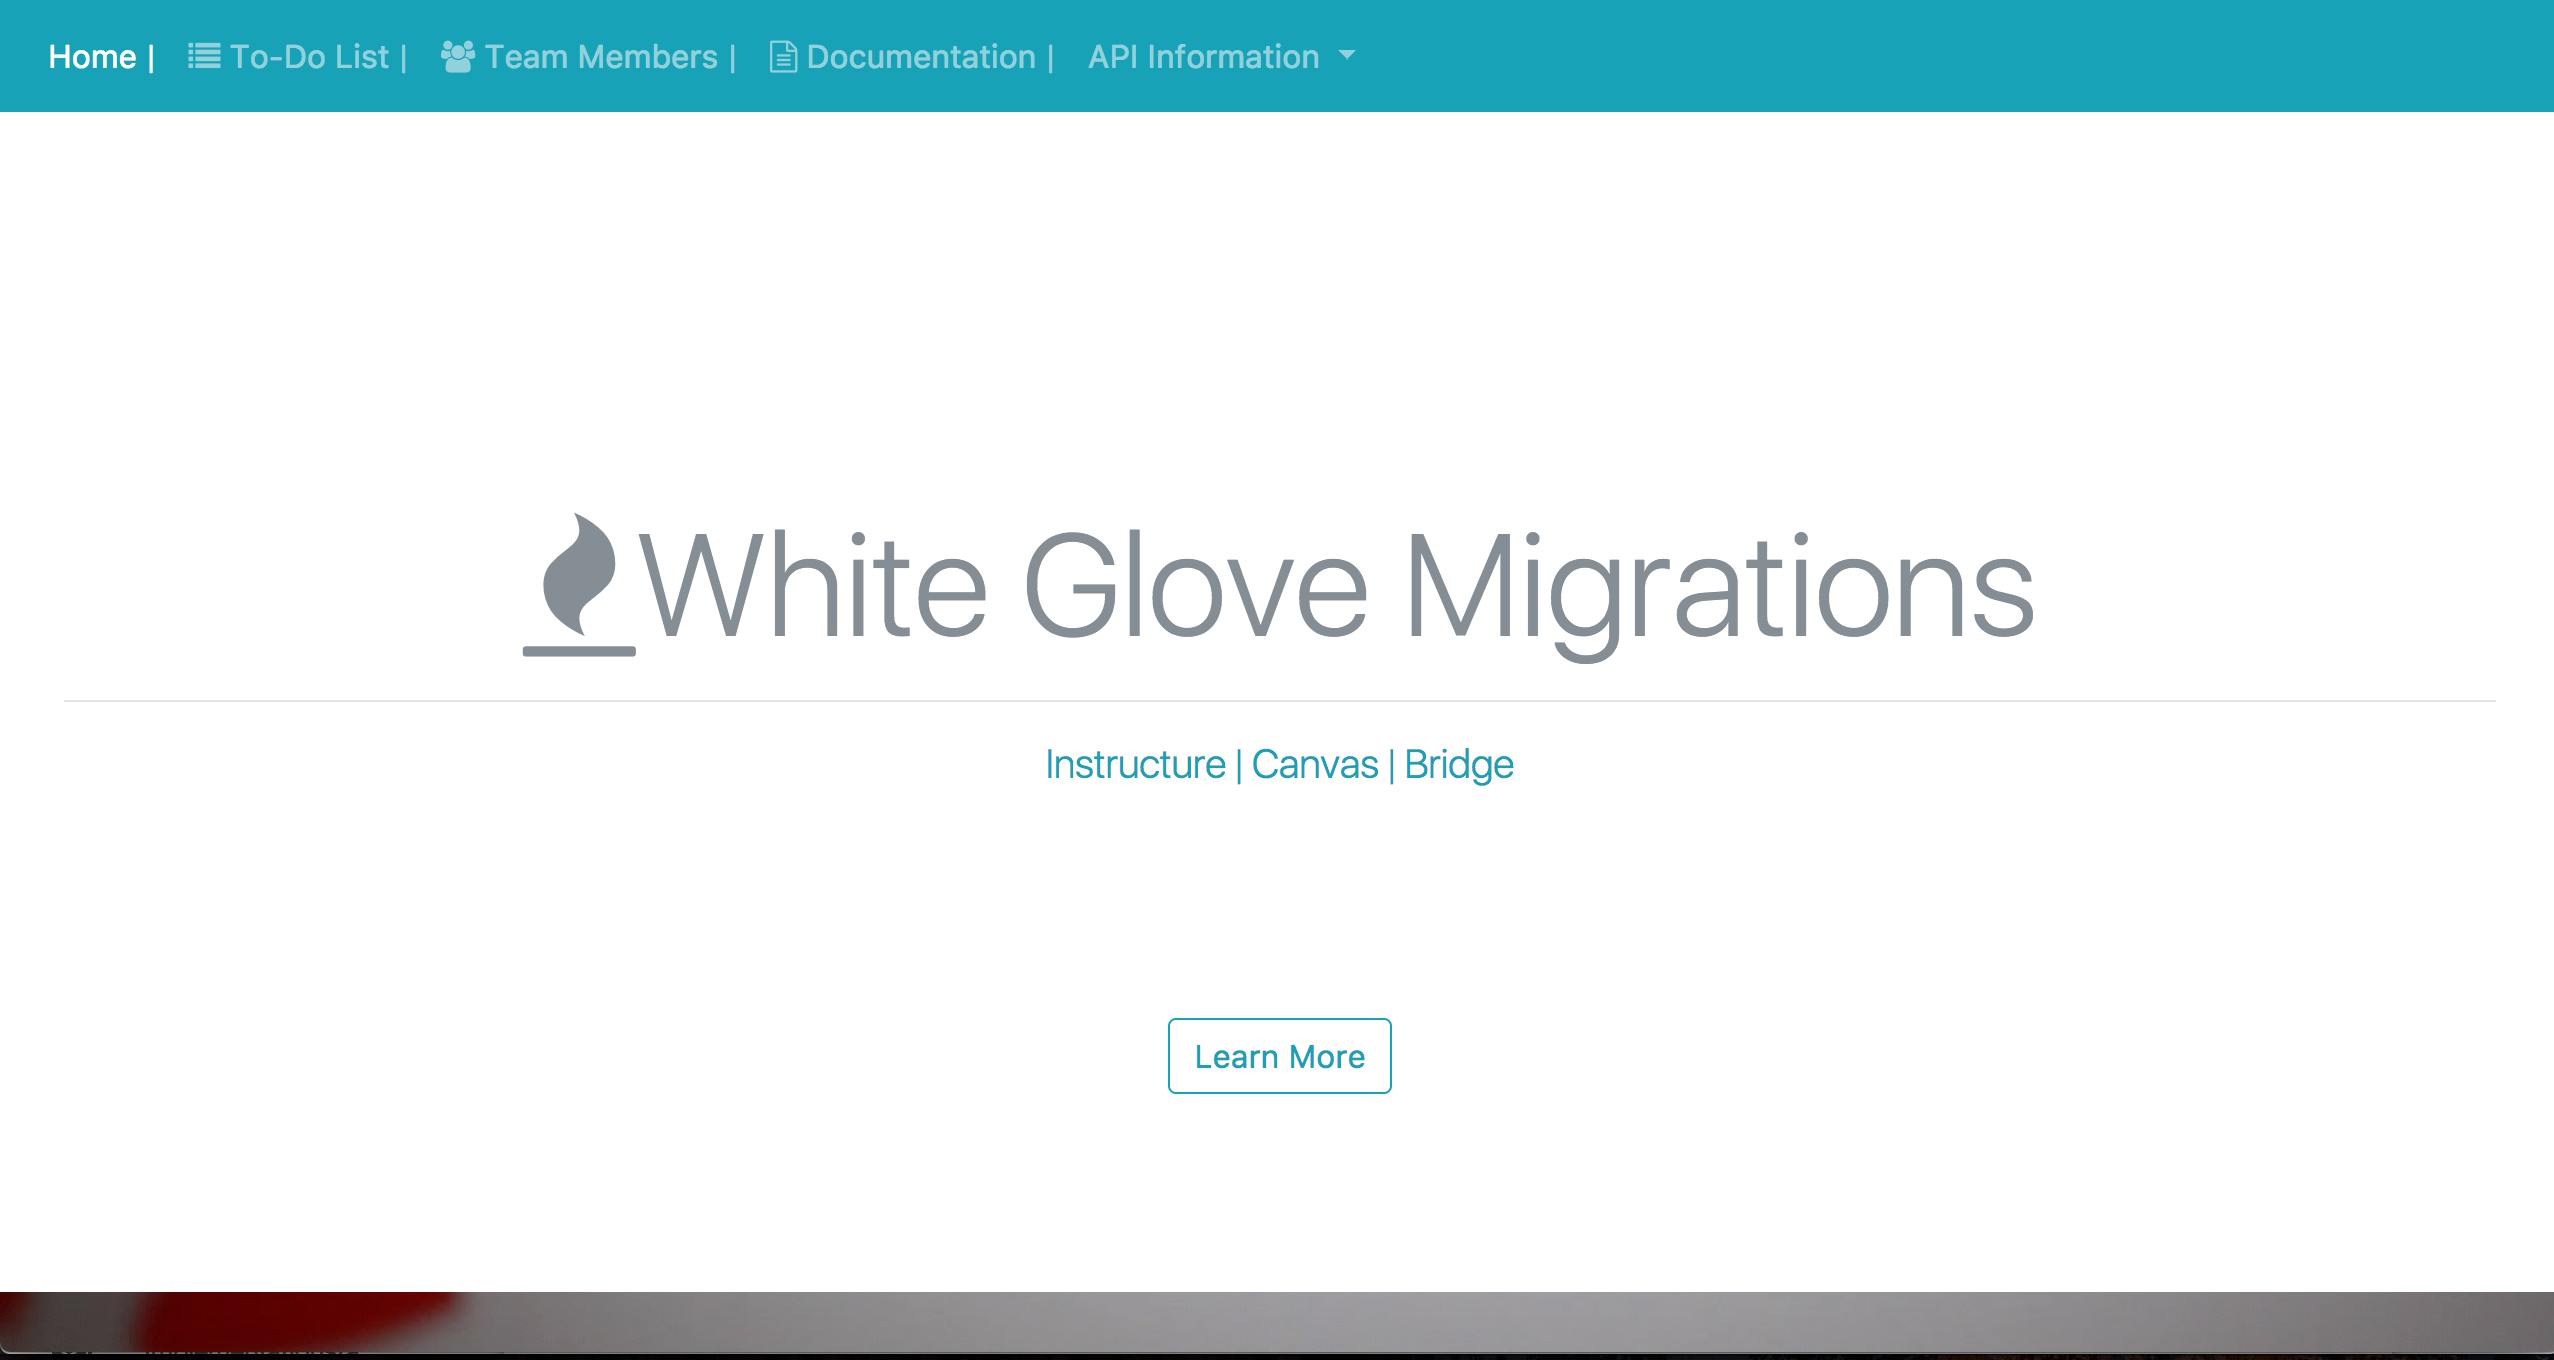 Home | To-Do List | Team Members | Documentation | API Information
White Glove Migrations
Instructure | Canvas | Bridge
Learn More